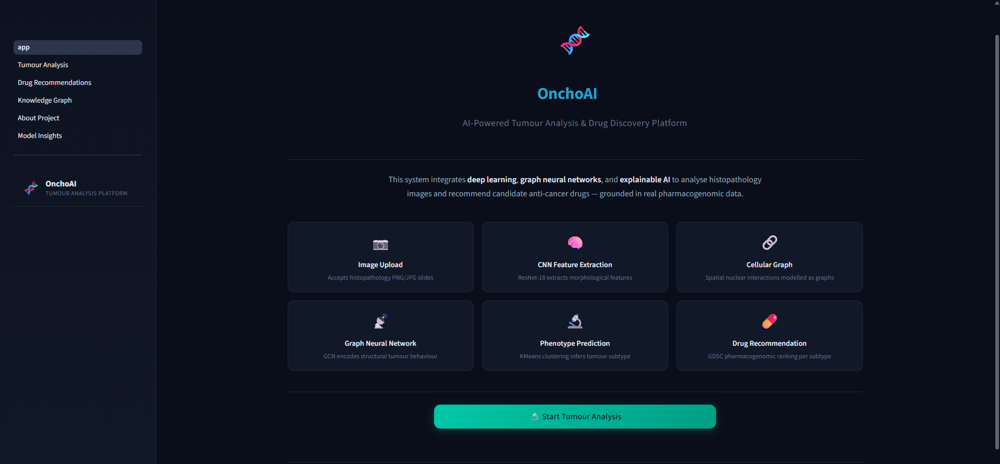 app
Tumour Analysis
Drug Recommendations
Knowledge Graph
About Project
Model Insights
OnchoAI
TUMOUR ANALYSIS PLATFORM
OnchoAI
AI-Powered Tumour Analysis & Drug Discovery Platform
This system integrates deep learning, graph neural networks, and explainable AI to analyse histopathology
images and recommend candidate anti-cancer drugs — grounded in real pharmacogenomic data.
Image Upload
Accepts histopathology PNG/JPG slides
CNN Feature Extraction
ResNet-18 extracts morphological features
Cellular Graph
Spatial nuclear interactions modelled as graphs
Graph Neural Network
GCN encodes structural tumour behaviour
Phenotype Prediction
KMeans clustering infers tumour subtype
Drug Recommendation
GDSC pharmacogenomic ranking per subtype
Start Tumour Analysis